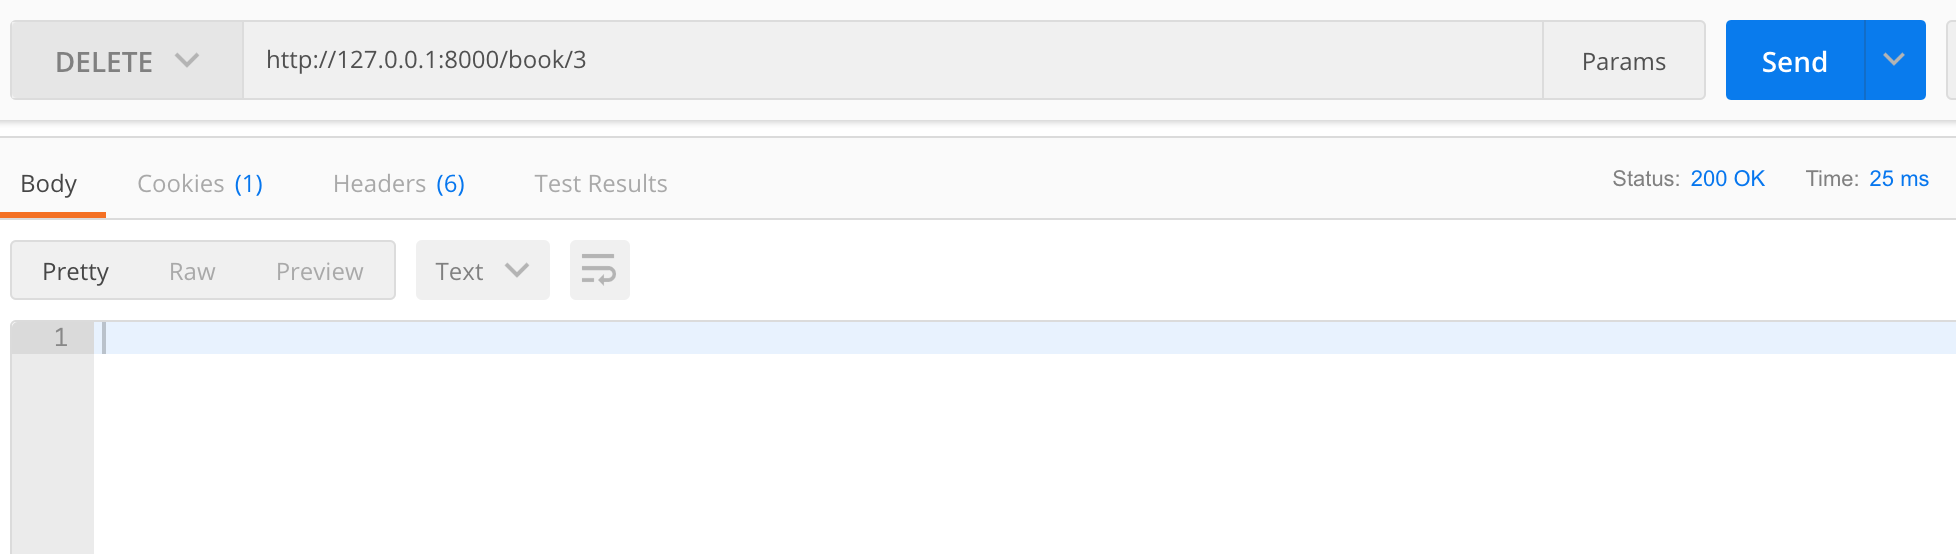 DELETE http://127.0.0.1:8000/book/3 Params Send
Body Cookies (1) Headers (6) Test Results Status: 200 OK Time: 25 ms
Pretty Raw Preview Text
1